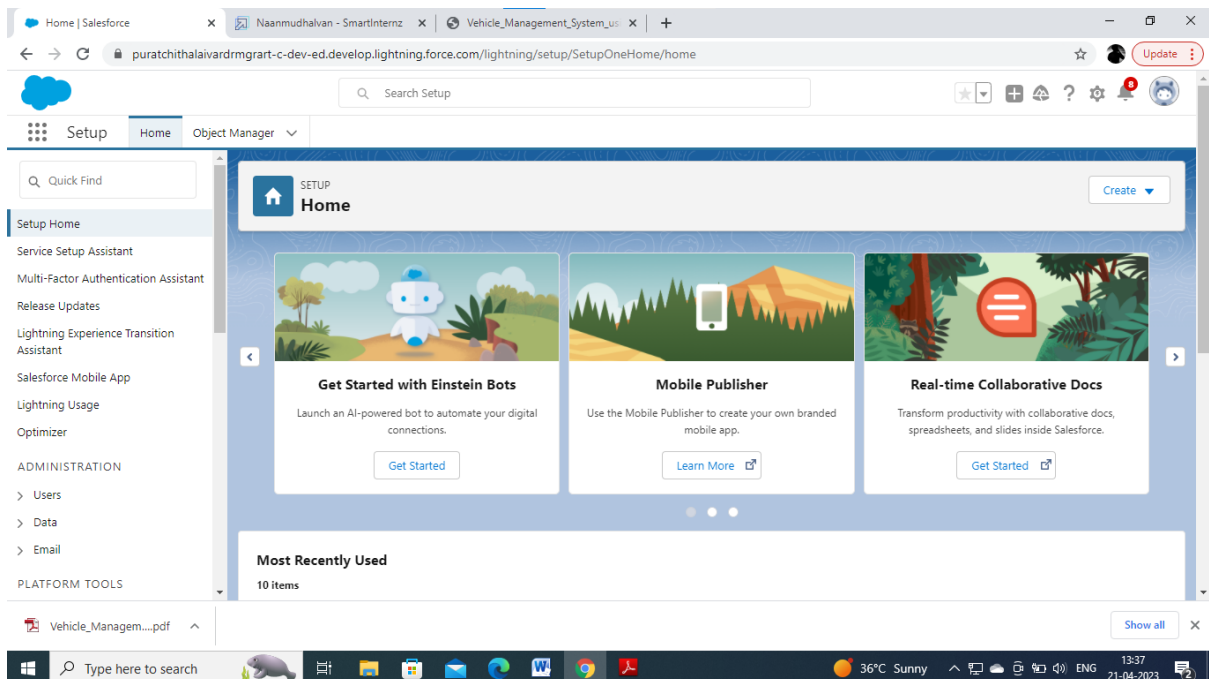 Home | Salesforce
Naanmudhalvan - SmartInternz
Vehicle_Management_System_us
puratchithalaivardrmgrart-c-dev-ed.develop.lightning.force.com/lightning/setup/SetupOneHome/home
Update
Search Setup
8
Setup
Home
Object Manager
Quick Find
Setup Home
Service Setup Assistant
Multi-Factor Authentication Assistant
Release Updates
Lightning Experience Transition
Assistant
Salesforce Mobile App
Lightning Usage
Optimizer
ADMINISTRATION
Users
Data
Email
PLATFORM TOOLS
SETUP
Home
Create
Get Started with Einstein Bots
Launch an AI-powered bot to automate your digital
connections.
Get Started
Mobile Publisher
Use the Mobile Publisher to create your own branded
mobile app.
Learn More
Real-time Collaborative Docs
Transform productivity with collaborative docs,
spreadsheets, and slides inside Salesforce.
Get Started
Most Recently Used
10 items
Vehicle_Managem....pdf
Show all
Type here to search
36°C Sunny
ENG
13:37
21-04-2023
2